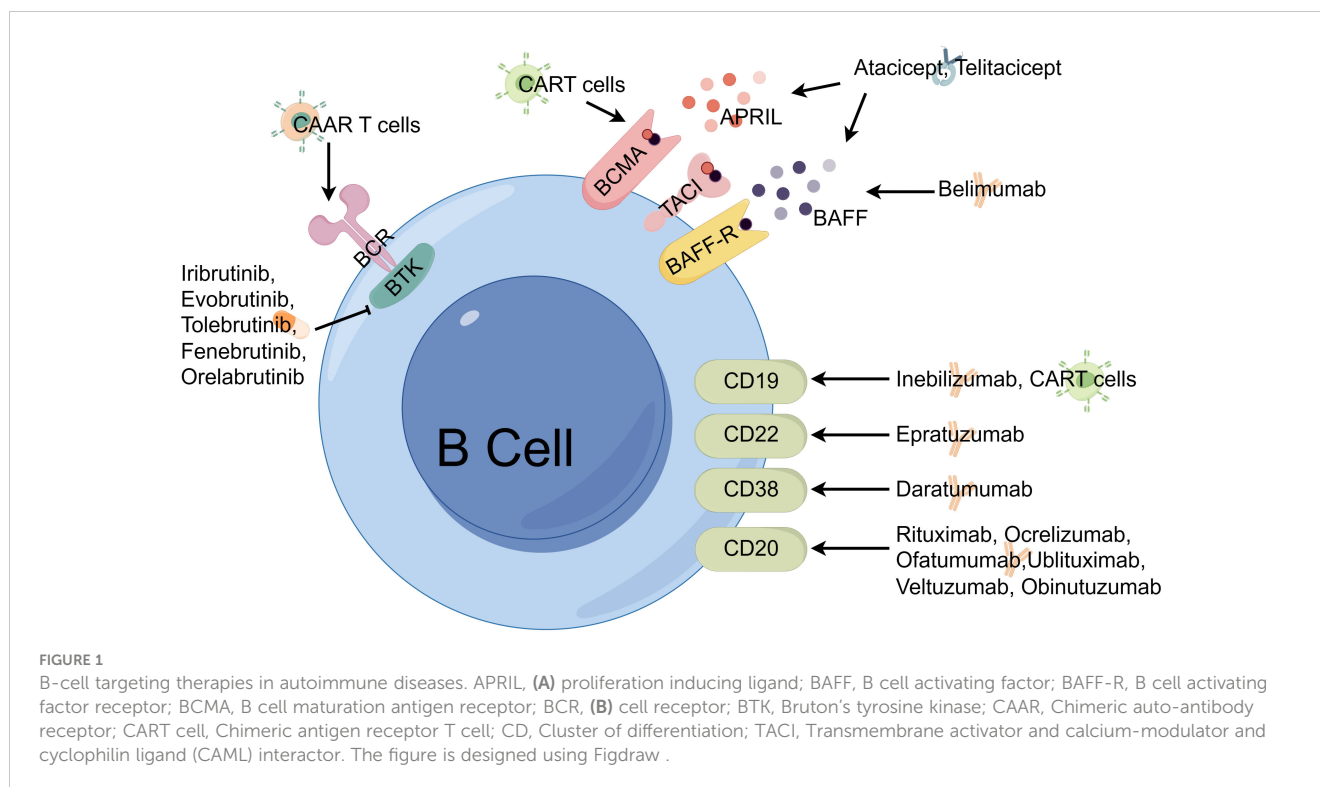 CART cells
Atacicept, Telitacicept
APRIL
CAAR T cells
BCMA
TACI
BAFF
Belimumab
BAFF-R
BCR
BTK
Iribrutinib,
Evobrutinib,
Tolebrutinib,
Fenebrutinib,
Orelabrutinib
B Cell
CD19
Inebilizumab, CART cells
CD22
Epratuzumab
CD38
Daratumumab
CD20
Rituximab, Ocrelizumab,
Ofatumumab,Ublituximab,
Veltuzumab, Obinutuzumab
FIGURE 1
B-cell targeting therapies in autoimmune diseases. APRIL, (A) proliferation inducing ligand; BAFF, B cell activating factor; BAFF-R, B cell activating
factor receptor; BCMA, B cell maturation antigen receptor; BCR, (B) cell receptor; BTK, Bruton's tyrosine kinase; CAAR, Chimeric auto-antibody
receptor; CART cell, Chimeric antigen receptor T cell; CD, Cluster of differentiation; TACI, Transmembrane activator and calcium-modulator and
cyclophilin ligand (CAML) interactor. The figure is designed using Figdraw .